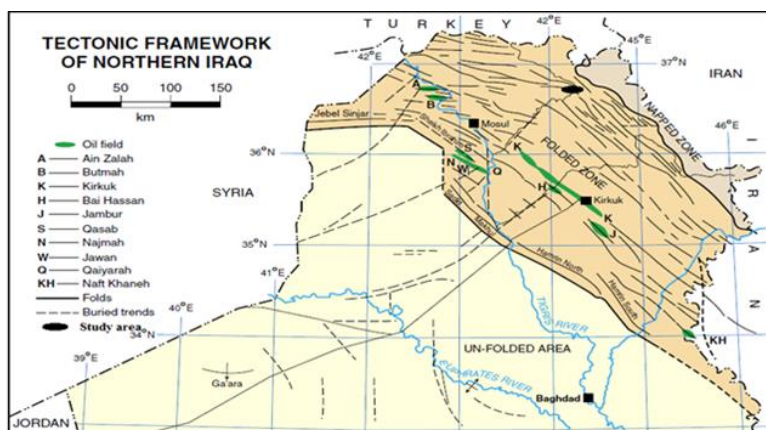 TURKEY
TECTONIC FRAMEWORK
OF NORTHERN IRAQ
0 50 100 150
km
Oil field
A Ain Zalah
B Butmah
K Kirkuk
H Bai Hassan
J Jambur
S Qasab
N Najmah
W Jawan
Q Qaiyarah
KH Naft Khaneh
Folds
Buried trends
Study area
42°E
42°E
45°E
37°N
IRAN
A
B
Jebel Sinjar
Mosul
NAPPED ZONE
46°E
36°N
S
N
W
Q
K
FOLDED ZONE
H
Kirkuk
K
J
SYRIA
I R A N
35°N
Makhul
Hamrin North
Hamrin South
41°E
40°E
TIGRIS RIVER
34°N
KH
39°E
UN-FOLDED AREA
Ga'ara
EUPHRATES RIVER
Baghdad
JORDAN